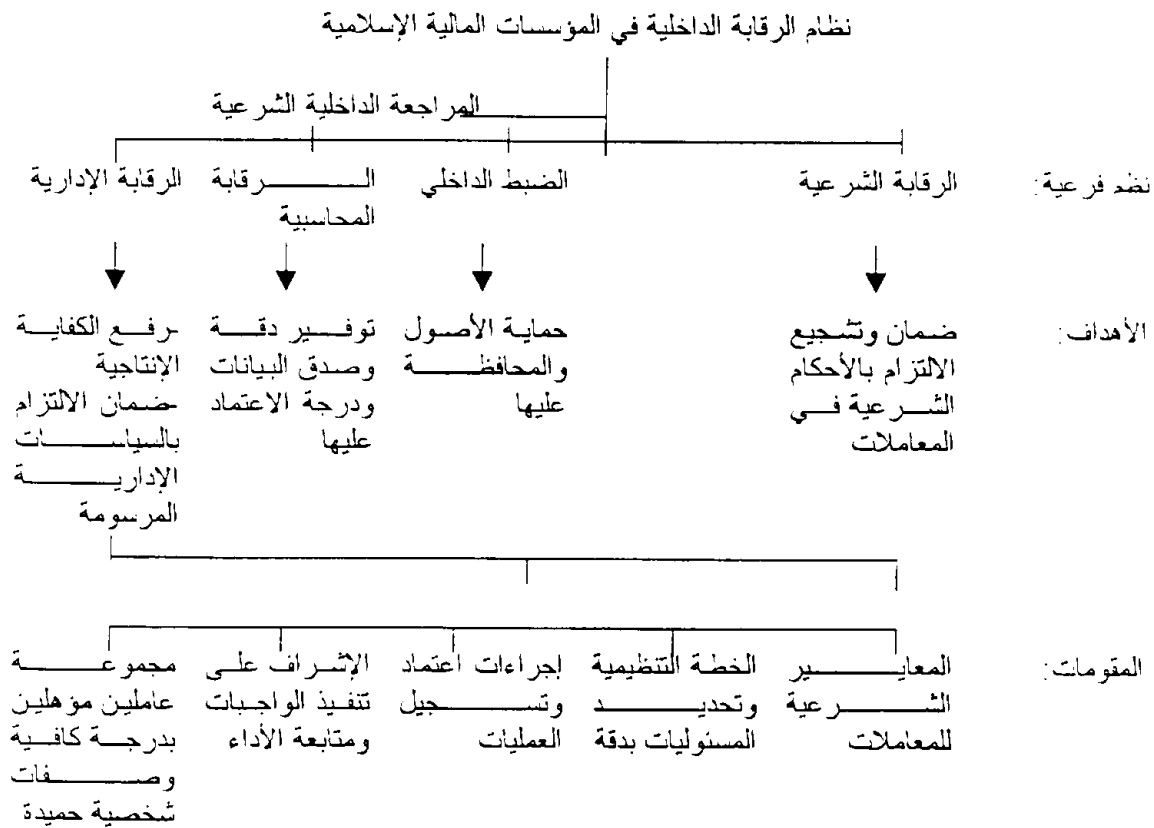 نظام الرقابة الداخلية في المؤسسات المالية الإسلامية
المراجعة الداخلية الشرعية
نظم فرعية:
الرقابة الشرعية
الضبط الداخلي
الرقابة
المحاسبية
الرقابة الإدارية
الأهداف:
ضمان وتشجيع
الالتزام بالأحكام
الشرعية في
المعاملات
حماية الأصول
والمحافظة
عليها
توفير دقة
وصدق البيانات
ودرجة الاعتماد
عليها
-رفع الكفاية
الإنتاجية
-ضمان الالتزام
بالسياسات
الإدارية
المرسومة
المقومات:
المعايير
الشرعية
للمعاملات
الخطة التنظيمية
وتحديد
المسئوليات بدقة
إجراءات اعتماد
وتسجيل
العمليات
الإشراف على
تنفيذ الواجبات
ومتابعة الأداء
مجموعة
عاملين مؤهلين
بدرجة كافية
وصفات
شخصية حميدة